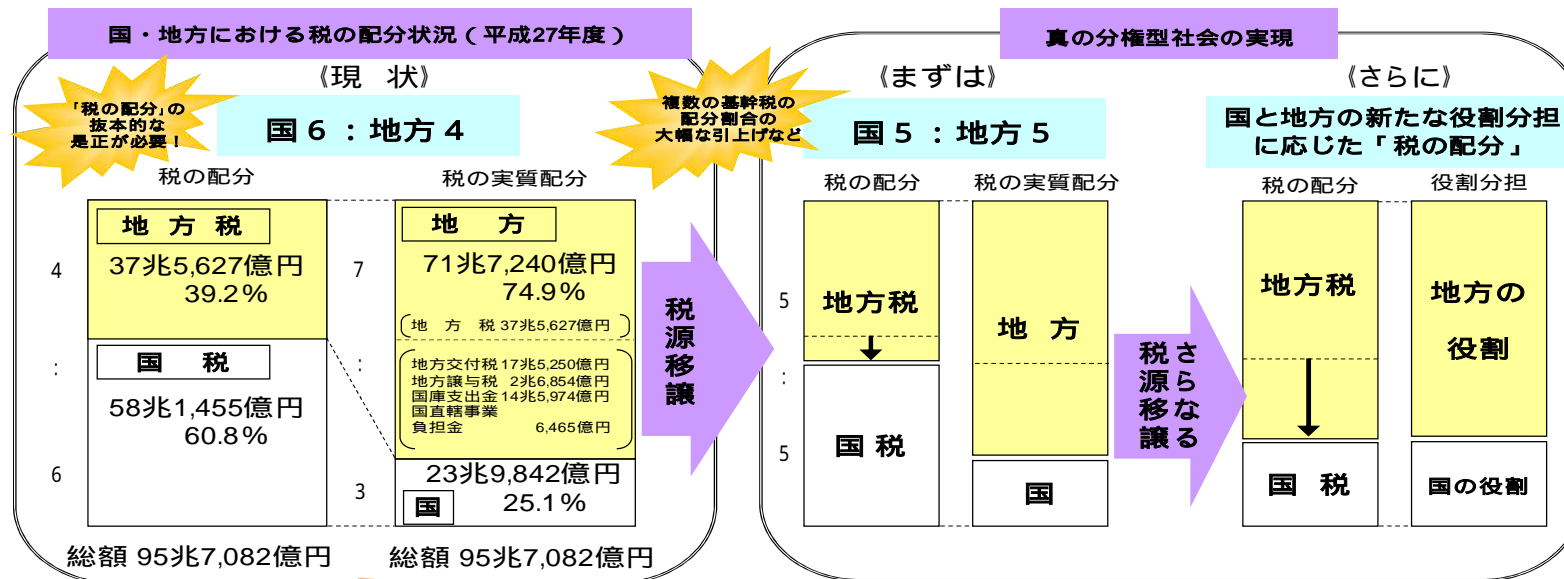 国・地方における税の配分状況（平成27年度）
《現　状》
「税の配分」の
抜本的な
是正が必要！
国６：地方４
税の配分
税の実質配分
4
：
6
地 方 税
37兆5,627億円
39.2％
国　税
58兆1,455億円
60.8％
総額 95兆7,082億円
7
：
3
地　方
71兆7,240億円
74.9％
地　方　税 37兆5,627億円
地方交付税 17兆5,250億円
地方譲与税 2兆6,854億円
国庫支出金 14兆5,974億円
国直轄事業
負担金 6,465億円
23兆9,842億円
国 25.1％
総額 95兆7,082億円
税源移譲
複数の基幹税の
配分割合の
大幅な引上げなど
真の分権型社会の実現
《まずは》
国５：地方５
税の配分
税の実質配分
5
：
5
地方税
国 税
地 方
国
さらなる
税源移譲
《さらに》
国と地方の新たな役割分担
に応じた「税の配分」
税の配分
役割分担
地方税
国 税
地方の
役割
国の役割